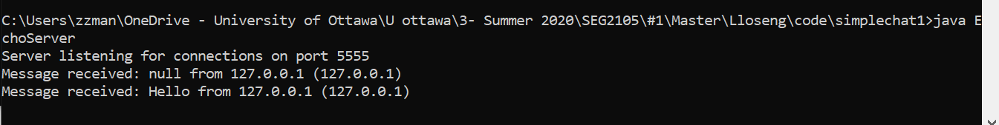 C:\Users\zzman\OneDrive - University of Ottawa\U ottawa\3- Summer 2020\SEG2105\#1\Master\Lloseng\code\simplechat1>java E
choServer
Server listening for connections on port 5555
Message received: null from 127.0.0.1 (127.0.0.1)
Message received: Hello from 127.0.0.1 (127.0.0.1)